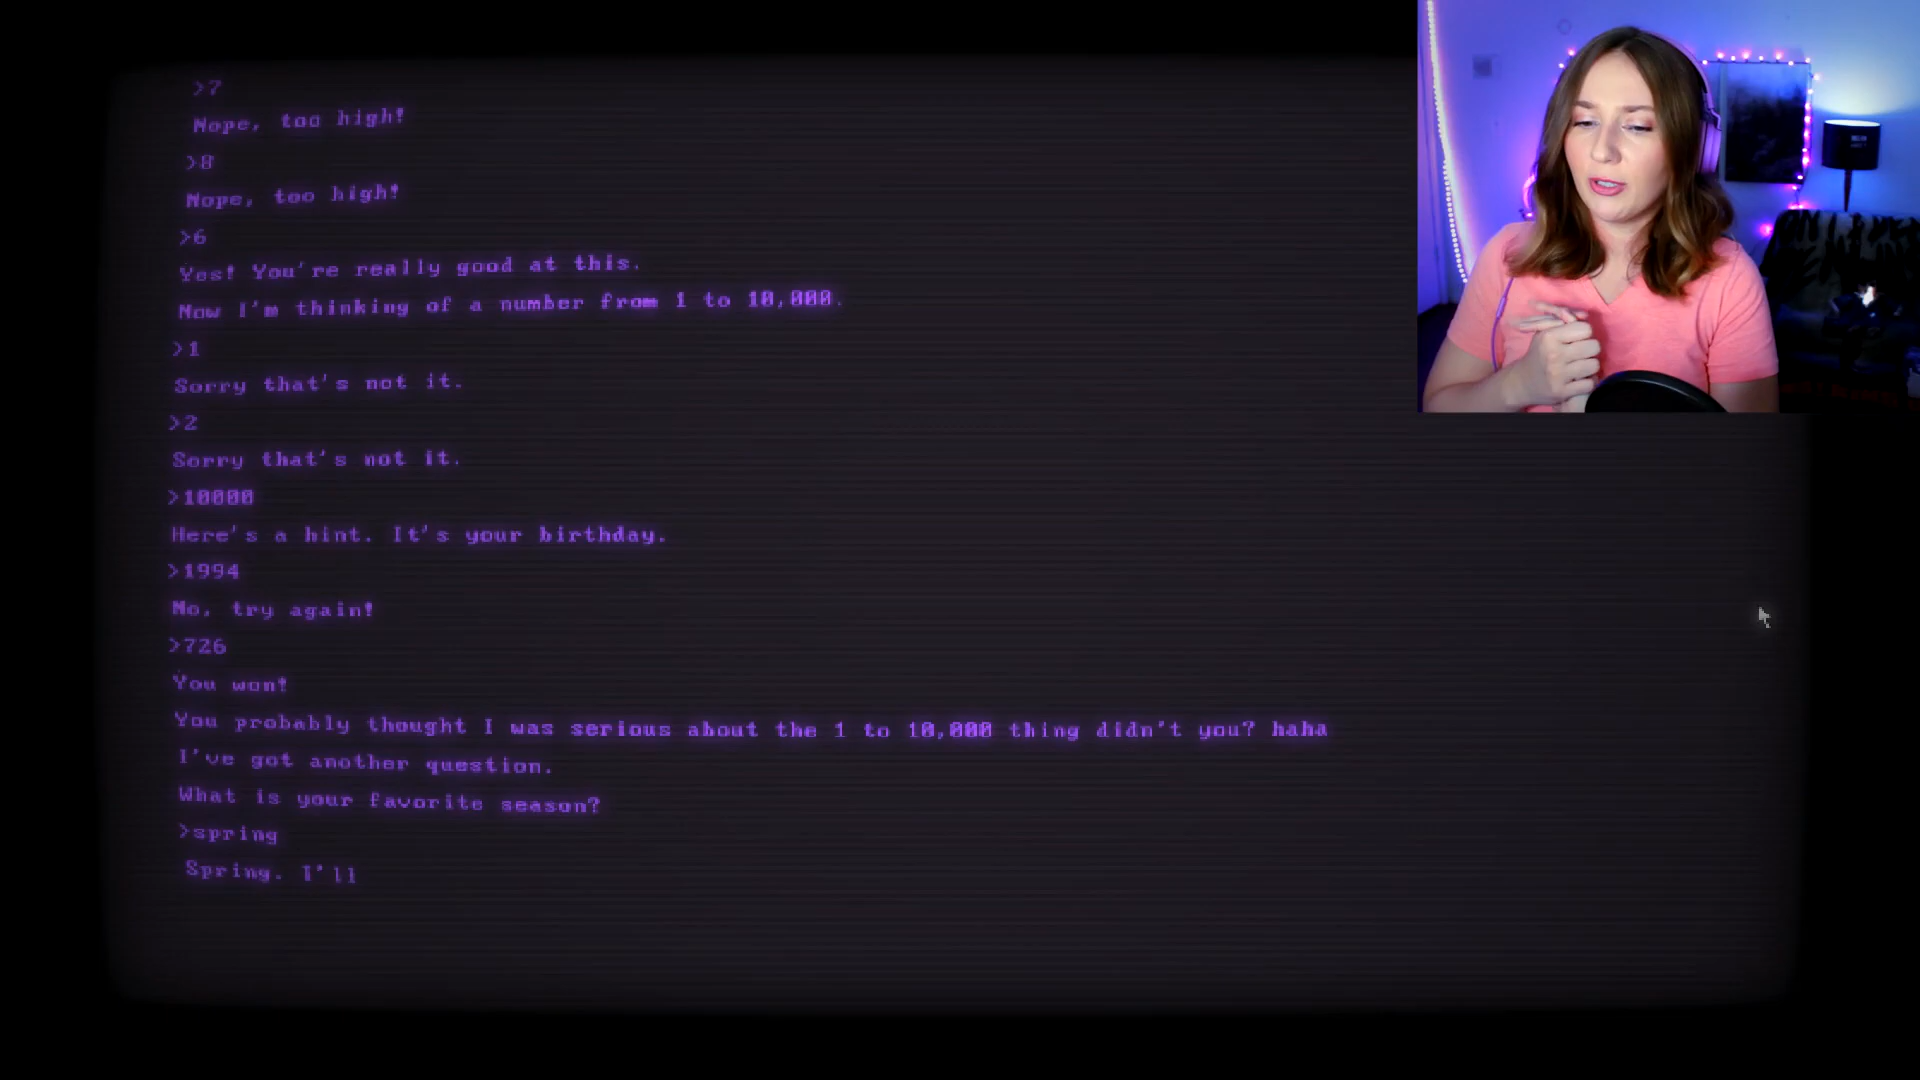 >7
Nope, too high!
>8
Nope, too high!
>6
Yes! You're really good at this.
Now I'm thinking of a number from 1 to 10,000.
>1
Sorry that's not it.
>2
Sorry that's not it.
>10000
Here's a hint. It's your birthday.
>1994
No, try again!
>726
You won!
You probably thought I was serious about the 1 to 10,000 thing didn't you? haha
I've got another question.
What is your favorite season?
>spring
Spring. I'll